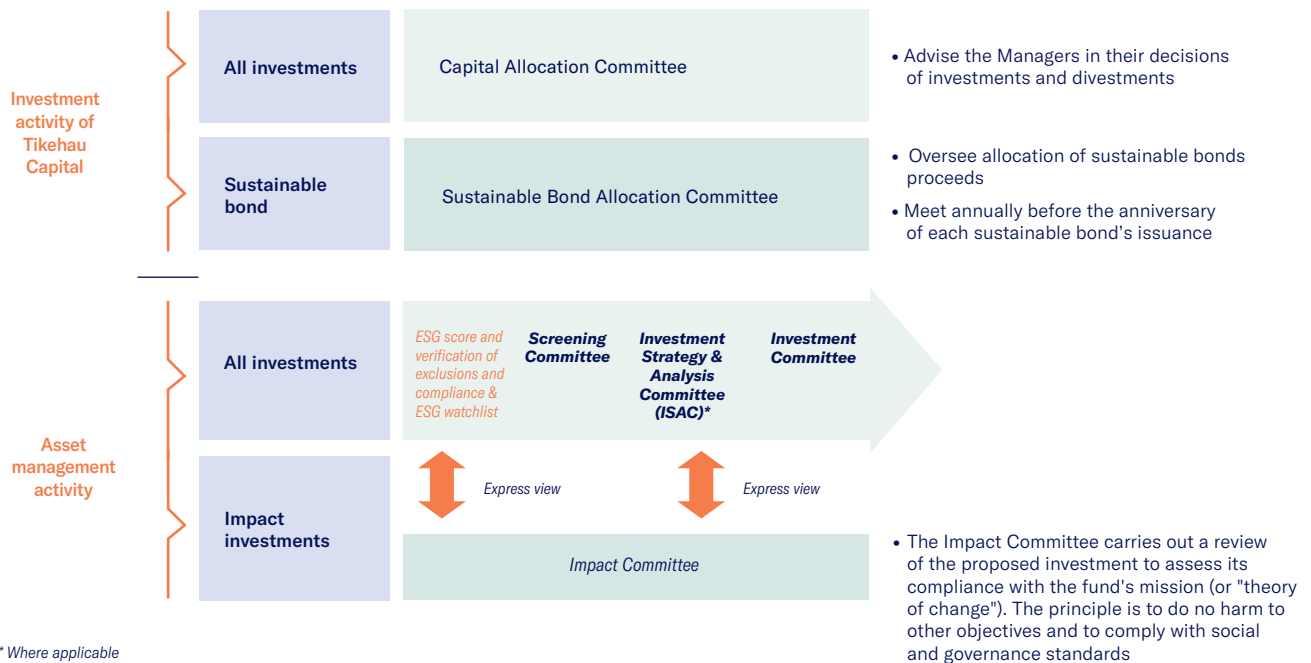 Investment
activity of
Tikehau
Capital
All investments
Capital Allocation Committee
• Advise the Managers in their decisions
of investments and divestments
Sustainable
bond
Sustainable Bond Allocation Committee
• Oversee allocation of sustainable bonds
proceeds
• Meet annually before the anniversary
of each sustainable bond's issuance
Asset
management
activity
All investments
ESG score and
verification of
exclusions and
compliance &
ESG watchlist
Screening
Committee
Investment
Strategy &
Analysis
Committee
(ISAC)*
Investment
Committee
Impact
investments
Express view
Express view
Impact Committee
• The Impact Committee carries out a review
of the proposed investment to assess its
compliance with the fund's mission (or "theory
of change"). The principle is to do no harm to
other objectives and to comply with social
and governance standards
* Where applicable